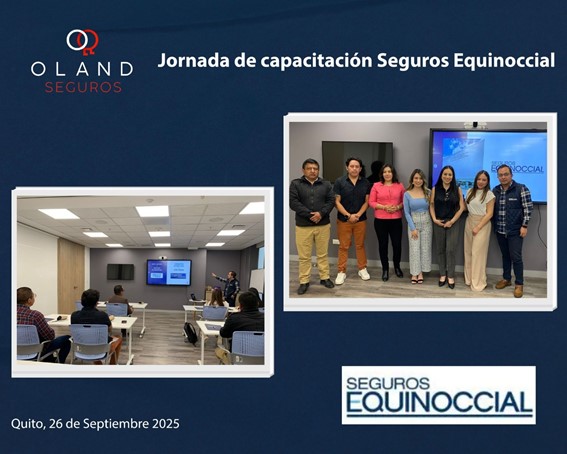 OLAND
SEGUROS
Jornada de capacitación Seguros Equinoccial
SEGUROS
EQUINOCCIAL
SEGUROS
EQUINOCCIAL
Quito, 26 de Septiembre 2025